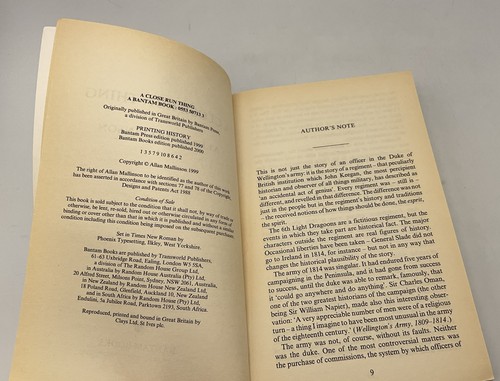 A CLOSE RUN THING
A BANTAM BOOK : 0553 50713 5
Originally published in Great Britain by Bantam Press,
a division of Transworld Publishers
PRINTING HISTORY
Bantam Press edition published 1999
Bantam Books edition published 2000
1 3 5 7 9 10 8 6 4 2
Copyright © Allan Mallinson 1999
The right of Allan Mallinson to be identified as the author of this work
has been asserted in accordance with sections 77 and 78 of the Copyright,
Designs and Patents Act 1988
Condition of Sale
This book is sold subject to the condition that it shall not, by way of trade or
otherwise, be lent, re-sold, hired out or otherwise circulated in any form of
binding or cover other than that in which it is published and without a similar
condition including this condition being imposed on the subsequent purchaser.
Set in Times New Roman by
Phoenix Typesetting, Ilkley, West Yorkshire.
Bantam Books are published by Transworld Publishers,
61-63 Uxbridge Road, Ealing, London W5 5SA,
a division of The Random House Group Ltd,
in Australia by Random House Australia (Pty) Ltd,
20 Alfred Street, Milsons Point, Sydney, NSW 2061, Australia,
in New Zealand by Random House New Zealand Ltd,
18 Poland Road, Glenfield, Auckland 10, New Zealand
and in South Africa by Random House (Pty) Ltd,
Endulini, 5a Jubilee Road, Parktown 2193, South Africa.
Reproduced, printed and bound in Great Britain by
Clays Ltd, St Ives plc.
AUTHOR'S NOTE
This is not just the story of an officer in the Duke of
Wellington's army: it is the story of a regiment – that peculiarly
British institution which John Keegan, the most percipient
historian and observer of all things military, has described as
'an accidental act of genius'. Every regiment was – still is –
different, and revelled in that difference. The difference was not
just in the people but in the regiment's history and traditions
– the received notions of how things should be done, the esprit,
the spirit.
The 6th Light Dragoons are a fictitious regiment, but the
events in which they take part are historical fact. The major
characters outside the regiment are real figures of history.
Occasional liberties have been taken – General Slade did not
go to Ireland in 1814, for instance – but not in any way that
changes the historical plausibility of the story.
The army of 1814 was singular. It had endured five years of
campaigning in the Peninsula, and it had gone from success
to success, until the duke was able to remark, famously, that
it 'could go anywhere and do anything'. Sir Charles Oman,
one of the two greatest historians of the campaign (the other
being Sir William Napier), made also this interesting obser-
vation: 'A very appreciable number of men were of a religious
turn – a thing I imagine to have been most unusual in the army
of the eighteenth century.' (Wellington's Army, 1809–1814.)
The army was not, of course, without its faults. Neither
was the duke. One of the most controversial matters was
the purchase of commissions, the system by which officers of
9